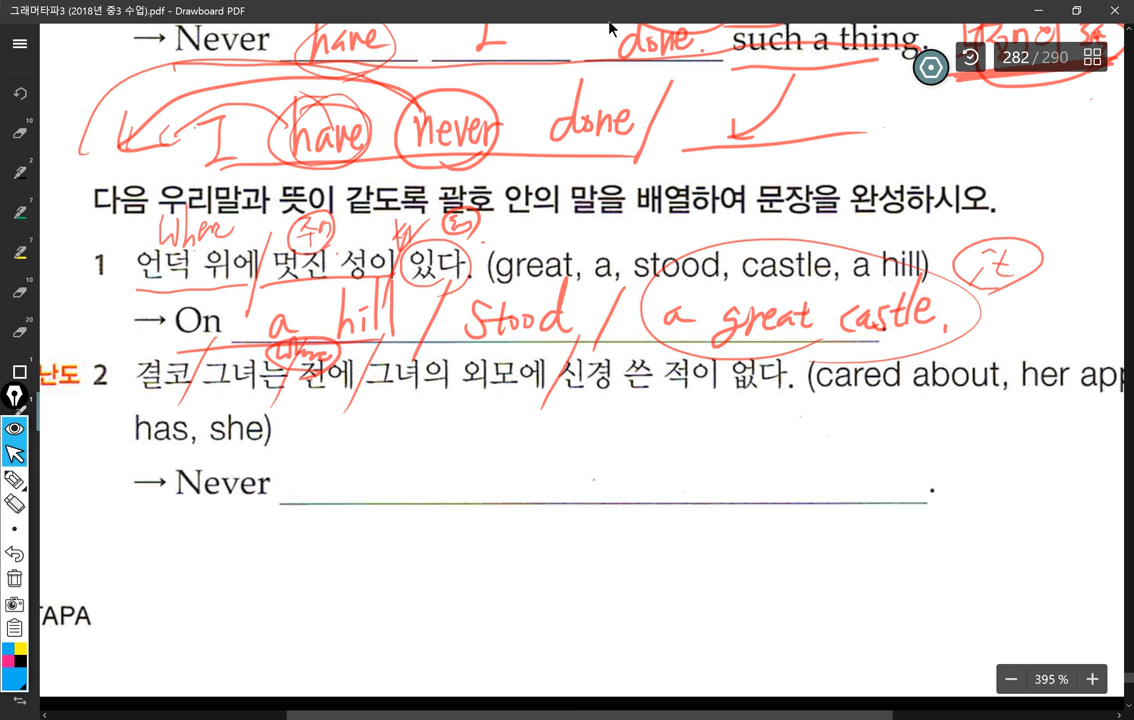 그래머타파3 (2018년 중3 수업).pdf - Drawboard PDF
→ Never have I done. such a thing.
282 / 290
I have never done
다음 우리말과 뜻이 같도록 괄호 안의 말을 배열하여 문장을 완성하시오.
where 주어 동
1 언덕 위에 멋진 성이 있다. (great, a, stood, castle, a hill) it
→ On a hill / stood / a great castle.
난도 2 결코 그녀는 전에 그녀의 외모에 신경 쓴 적이 없다. (cared about, her app
has, she)
→ Never .
TAPA
395 %